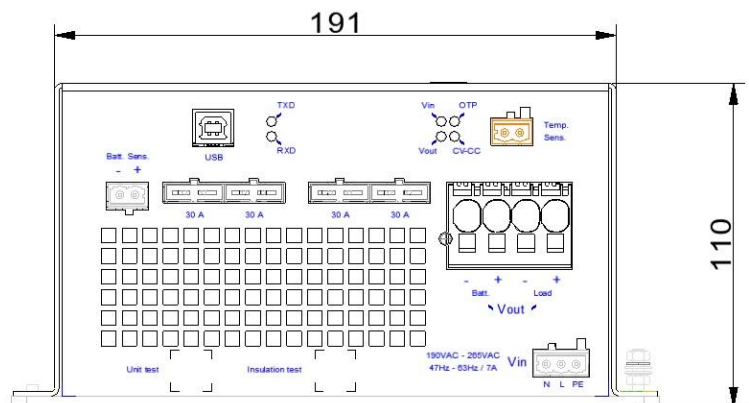 191
TXD
Vin OTP
Temp.
Sens.
RXD
Vout CV-CC
USB
Batt. Sens.
- +
30 A 30 A 30 A 30 A
110
- + - +
Batt. Load
Vout
190VAC - 265VAC
47Hz - 63Hz / 7A
Vin
Unit test Insulation test
N L PE